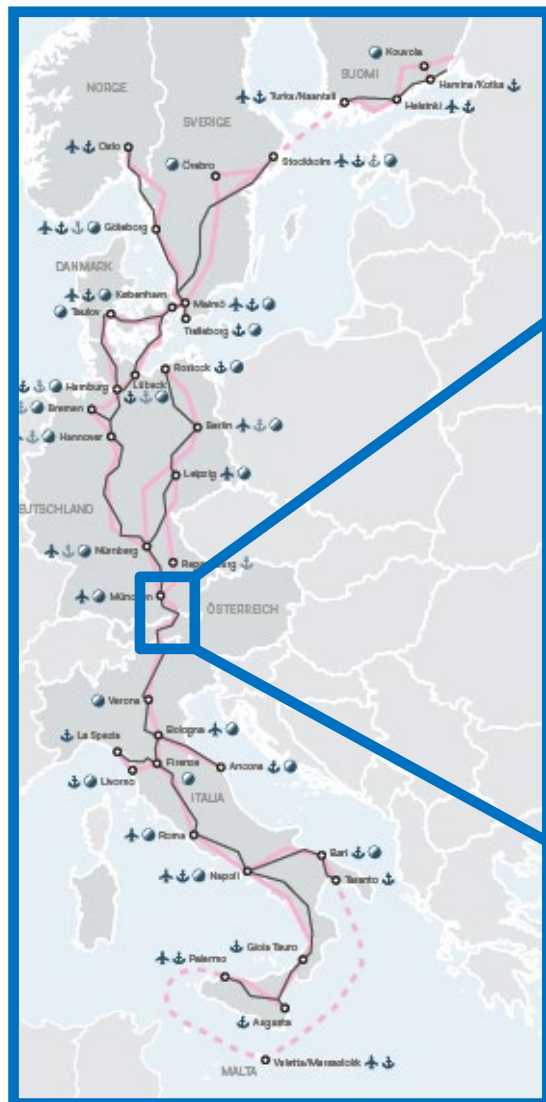 Kouvola
SUOMI
Hamina/Kotka
NORGE
Turku/Naantali
Helsinki
SVERIGE
Oslo
Stockholm
Örebro
Göteborg
DANMARK
København
Malmö
Taulov
Trelleborg
Rostock
Hamburg
Lübeck
Bremen
Berlin
Hannover
Leipzig
EUTSCHLAND
Nürnberg
München
ÖSTERREICH
Verona
Bologna
La Spezia
Firenze
Ancona
Livorno
ITALIA
Roma
Bari
Napoli
Taranto
Gioia Tauro
Palermo
Augusta
Valetta/Marsaxlokk
MALTA